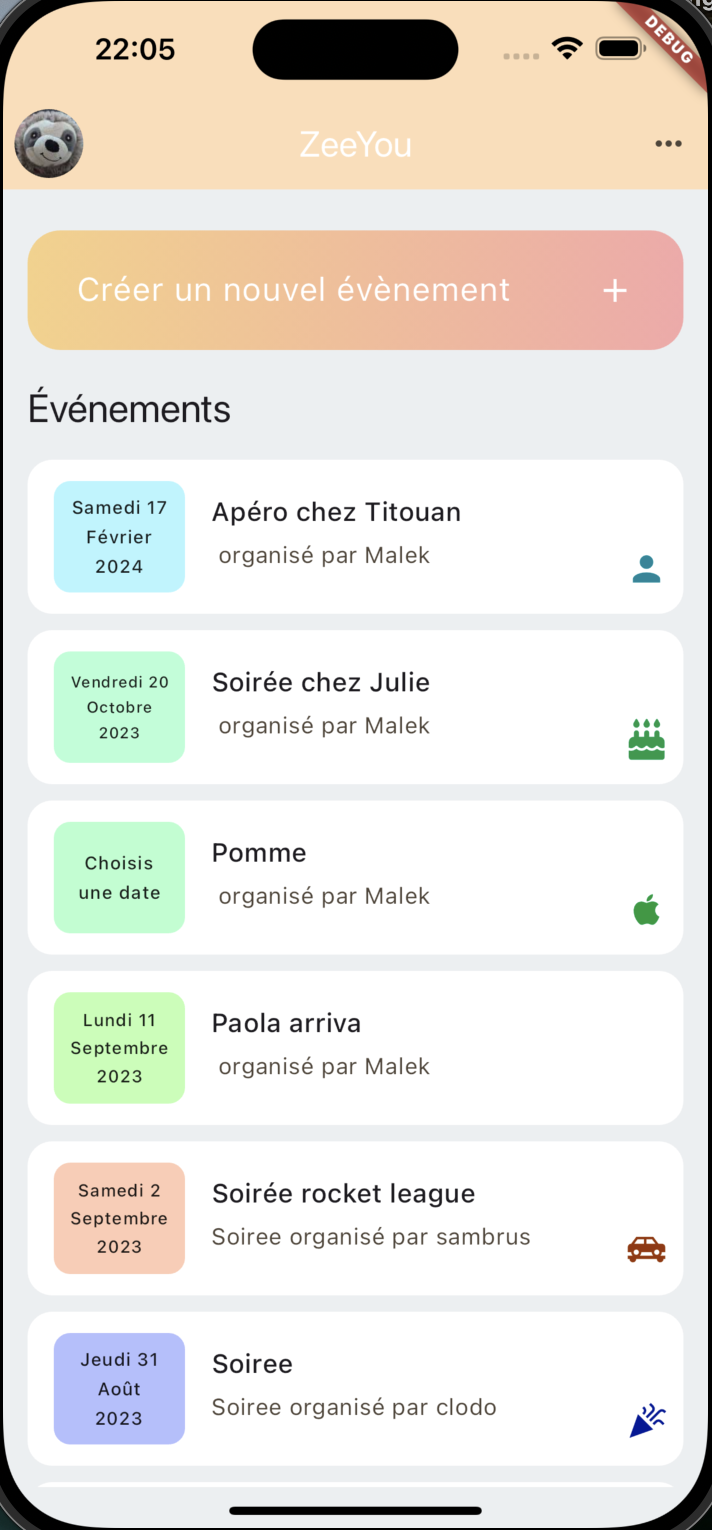 22:05
DEBUG
ZeeYou
Créer un nouvel évènement +
Événements
Samedi 17
Février
2024
Apéro chez Titouan
organisé par Malek
Vendredi 20
Octobre
2023
Soirée chez Julie
organisé par Malek
Choisis
une date
Pomme
organisé par Malek
Lundi 11
Septembre
2023
Paola arriva
organisé par Malek
Samedi 2
Septembre
2023
Soirée rocket league
Soiree organisé par sambrus
Jeudi 31
Août
2023
Soiree
Soiree organisé par clodo